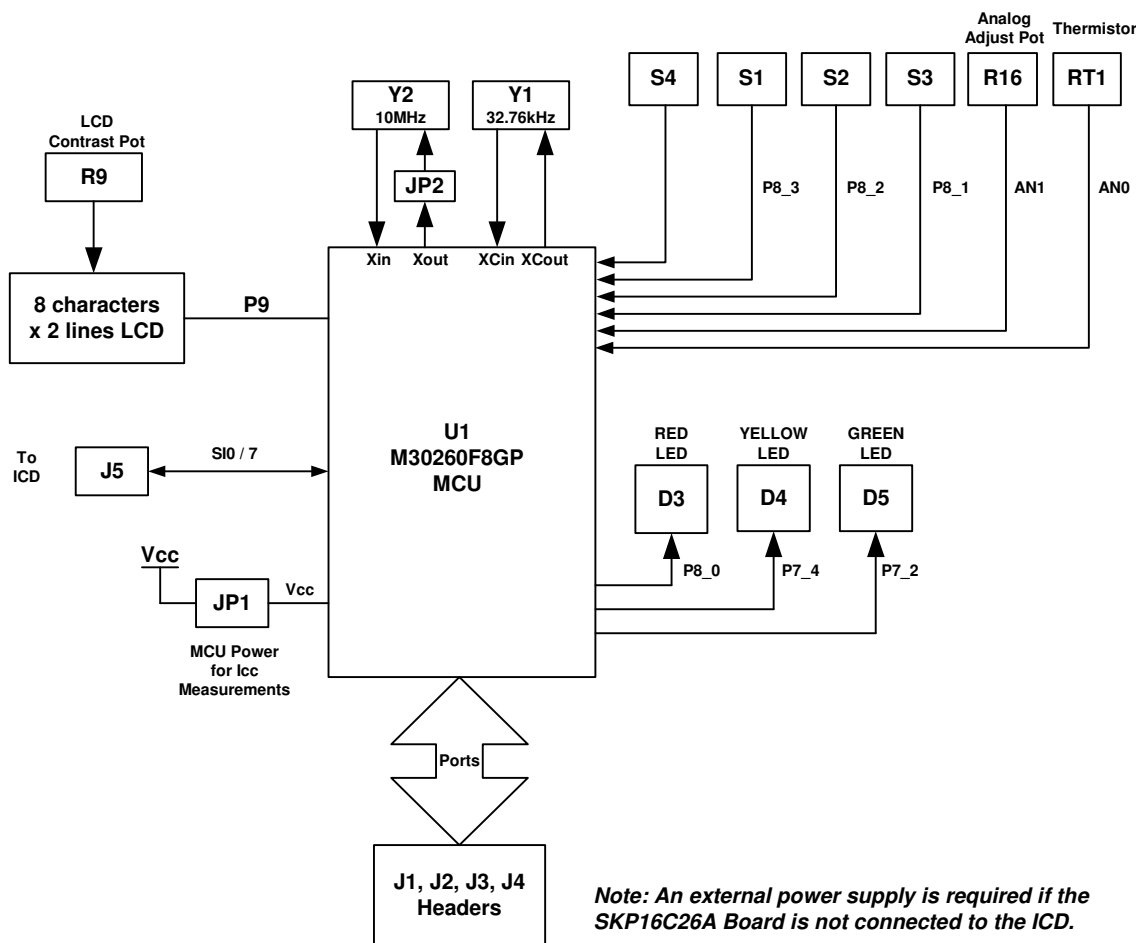 Analog
Adjust Pot
Thermistor
S4
S1
S2
S3
R16
RT1
Y2
10MHz
Y1
32.76kHz
LCD
Contrast Pot
R9
JP2
P8_3
P8_2
P8_1
AN1
AN0
Xin
Xout
XCin
XCout
8 characters
x 2 lines LCD
P9
U1
M30260F8GP
MCU
To
ICD
J5
SI0 / 7
RED
LED
YELLOW
LED
GREEN
LED
D3
D4
D5
P8_0
P7_4
P7_2
Vcc
JP1
Vcc
MCU Power
for Icc
Measurements
Ports
J1, J2, J3, J4
Headers
Note: An external power supply is required if the
SKP16C26A Board is not connected to the ICD.